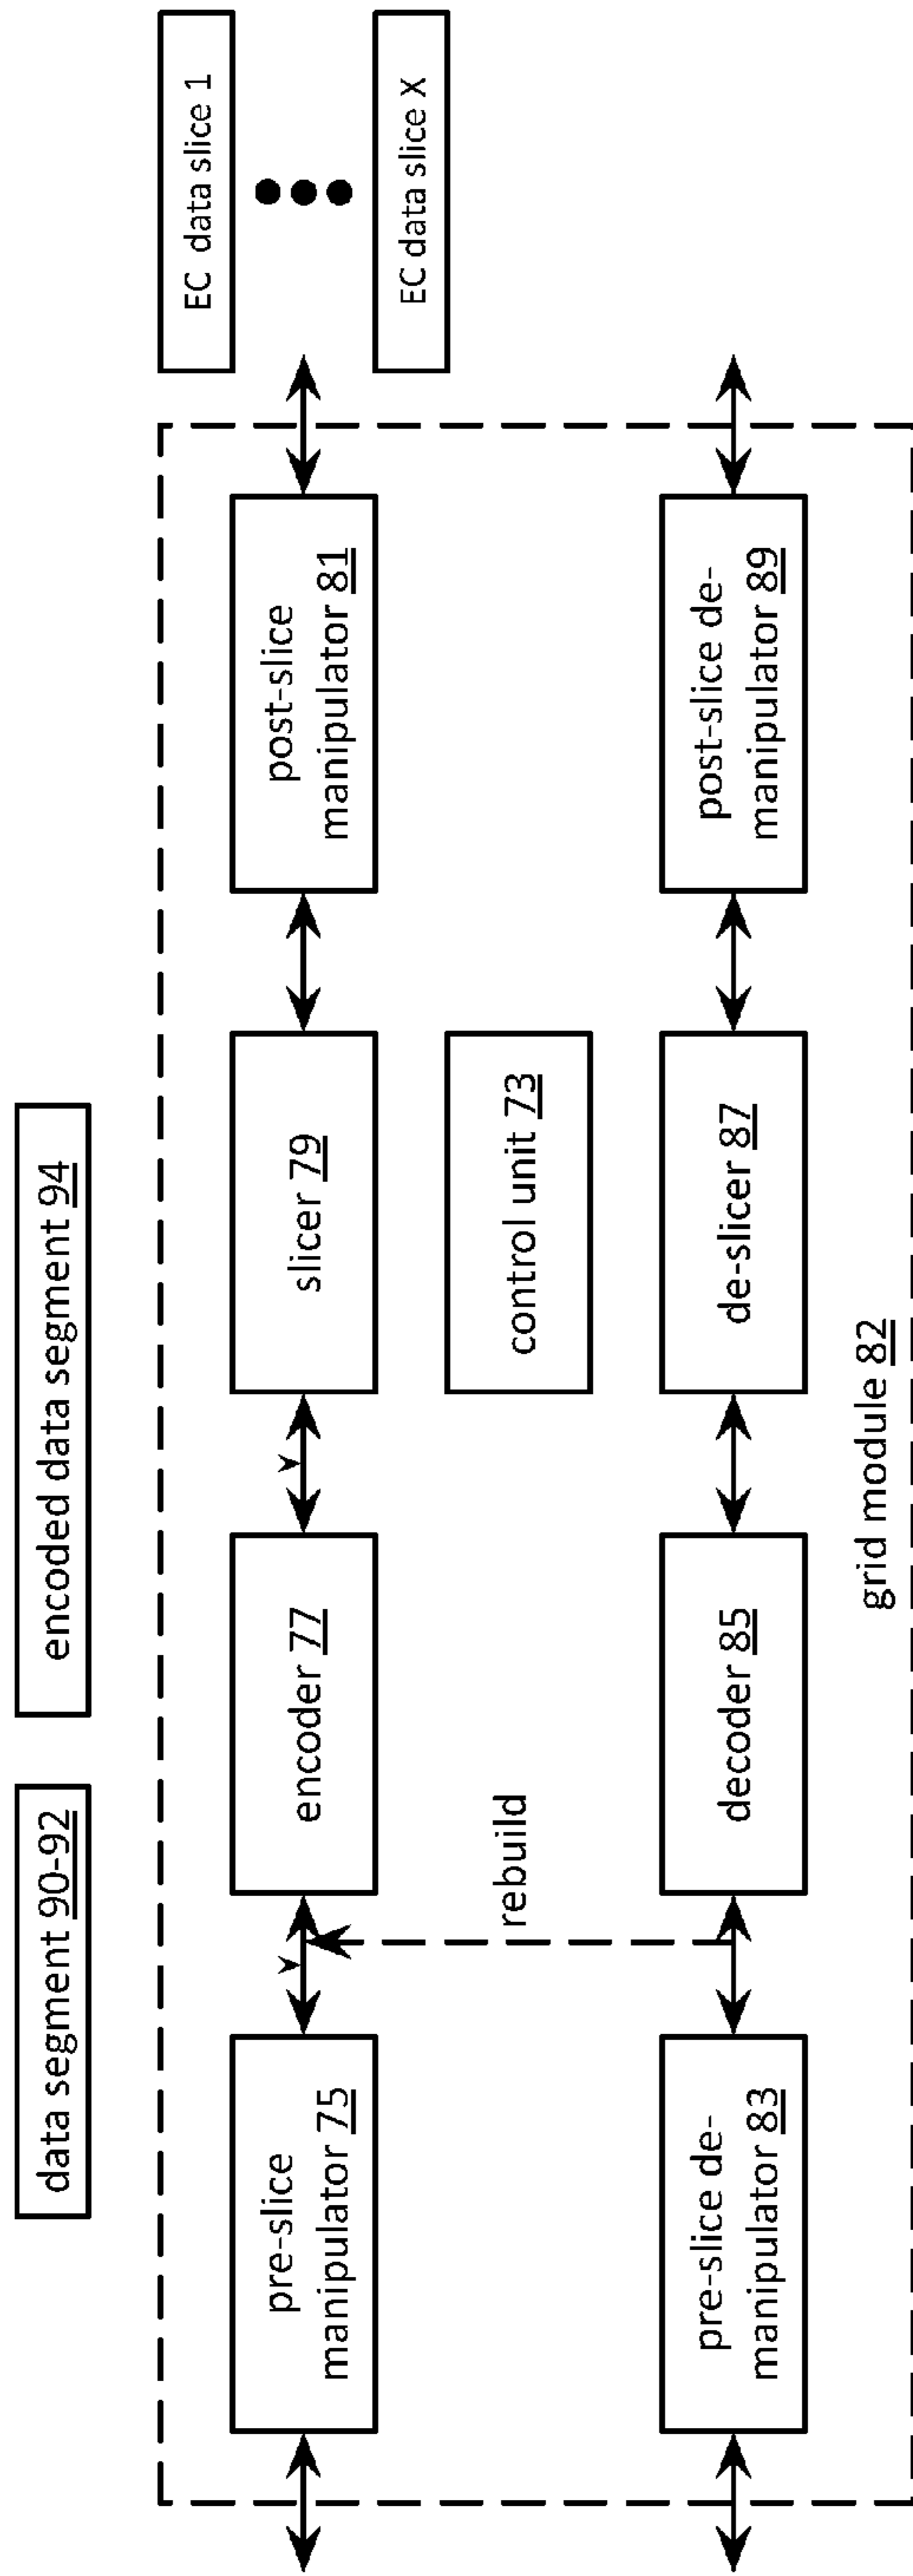 data segment 90-92
encoded data segment 94
EC data slice 1
EC data slice X
pre-slice
manipulator 75
encoder 77
slicer 79
post-slice
manipulator 81
rebuild
control unit 73
pre-slice de-
manipulator 83
decoder 85
de-slicer 87
post-slice de-
manipulator 89
grid module 82